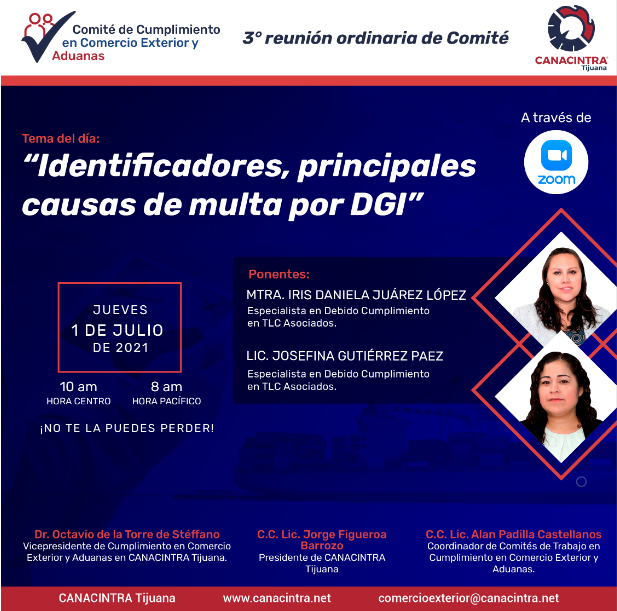 Comité de Cumplimiento
en Comercio Exterior y
Aduanas
3° reunión ordinaria de Comité
CANACINTRA
Tijuana
A través de
zoom
Tema del día:
“Identificadores, principales
causas de multa por DGI”
JUEVES
1 DE JULIO
DE 2021
10 am
HORA CENTRO
8 am
HORA PACÍFICO
¡NO TE LA PUEDES PERDER!
Ponentes:
MTRA. IRIS DANIELA JUÁREZ LÓPEZ
Especialista en Debido Cumplimiento
en TLC Asociados.
LIC. JOSEFINA GUTIÉRREZ PAEZ
Especialista en Debido Cumplimiento
en TLC Asociados.
Dr. Octavio de la Torre de Stéffano
Vicepresidente de Cumplimiento en Comercio
Exterior y Aduanas en CANACINTRA Tijuana.
C.C. Lic. Jorge Figueroa
Barrozo
Presidente de CANACINTRA
Tijuana
C.C. Lic. Alan Padilla Castellanos
Coordinador de Comités de Trabajo en
Cumplimiento en Comercio Exterior y
Aduanas.
CANACINTRA Tijuana
www.canacintra.net
comercioexterior@canacintra.net